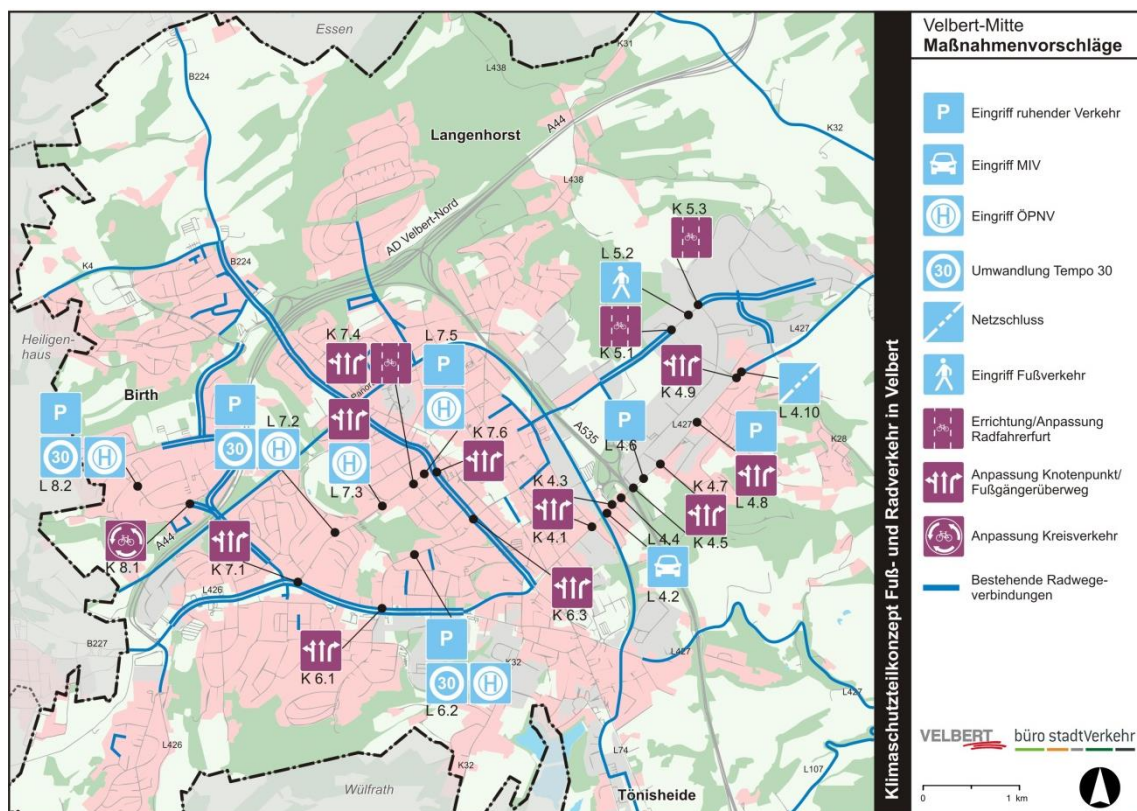 Essen
K31
L438
B224
A44
K32
Langenhorst
L438
AD Velbert-Nord
K 5.3
L 5.2
K4
B224
K 5.1
L427
Heiligen-
haus
K 7.4
L 7.5
P
H
K 4.9
L 4.10
Birth
P
P
L 7.2
30
H
A535
P
L 4.6
L427
P
K28
P
30
H
L 8.2
H
L 7.3
K 7.6
K 4.3
K 4.7
L 4.8
K 8.1
A44
K 7.1
K 4.1
L 4.4
K 4.5
L 4.2
L426
K 6.3
B227
K 6.1
P
30
H
L 6.2
K32
L427
L427
L426
K32
L74
L107
Wülfrath
Tönisheide
Klimaschutzteilkonzept Fuß- und Radverkehr in Velbert
Velbert-Mitte
Maßnahmenvorschläge
P
Eingriff ruhender Verkehr
Eingriff MIV
H
Eingriff ÖPNV
30
Umwandlung Tempo 30
Netzschluss
Eingriff Fußverkehr
Errichtung/Anpassung
Radfahrerfurt
Anpassung Knotenpunkt/
Fußgängerüberweg
Anpassung Kreisverkehr
Bestehende Radwege-
verbindungen
VELBERT
büro stadtVerkehr
0 1 km